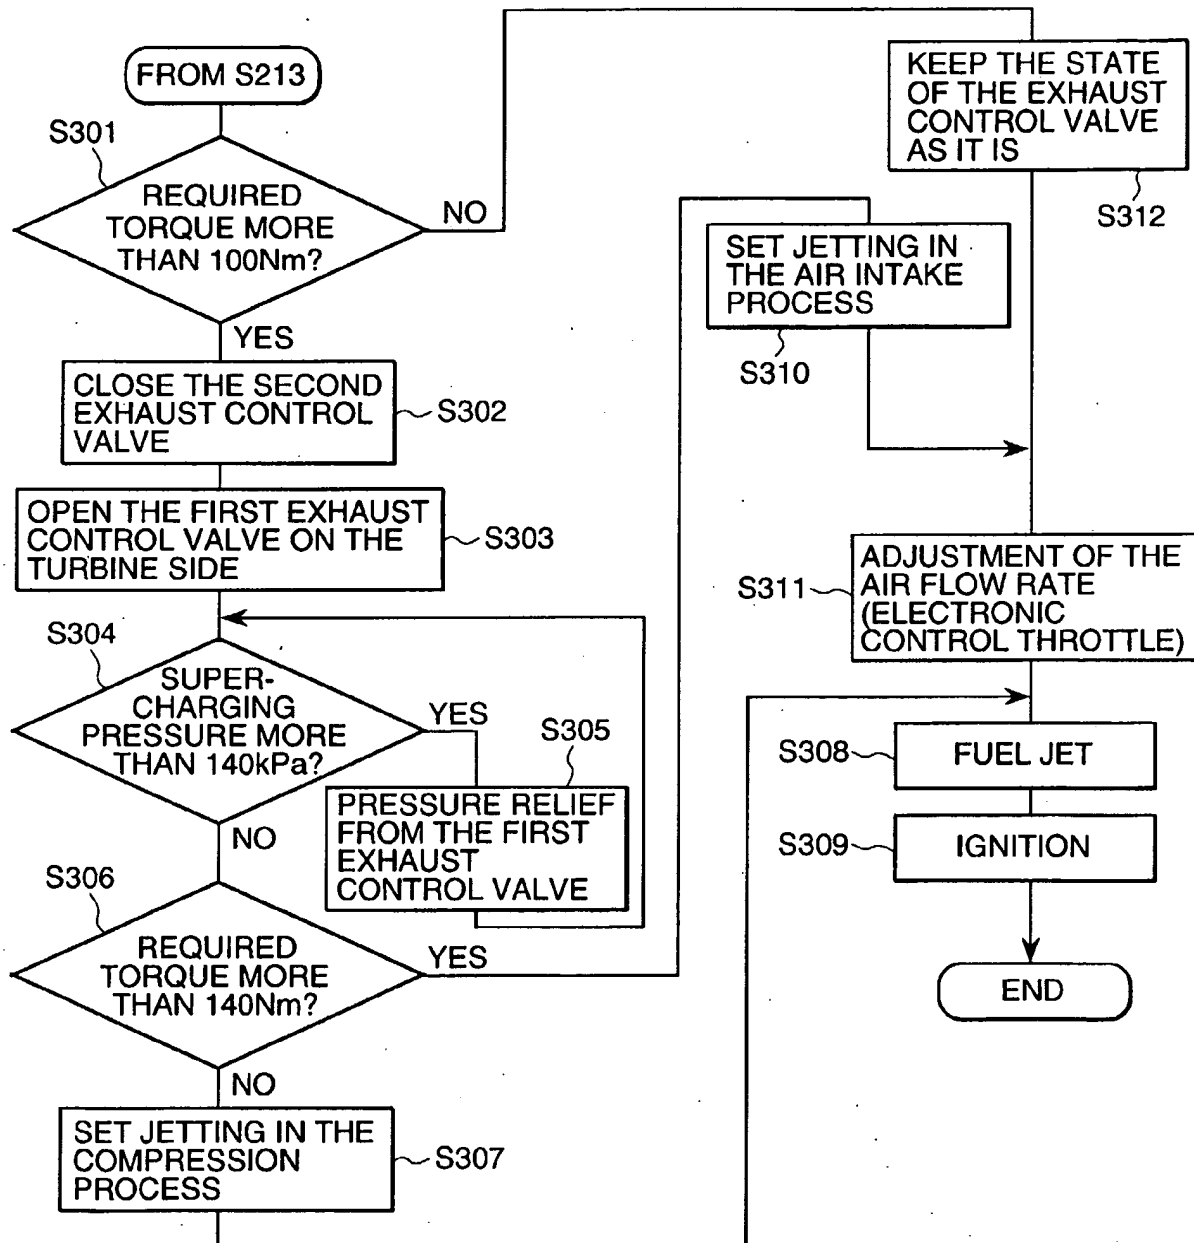 FROM S213
S301
REQUIRED
TORQUE MORE
THAN 100Nm?
NO
YES
CLOSE THE SECOND
EXHAUST CONTROL
VALVE
S302
OPEN THE FIRST EXHAUST
CONTROL VALVE ON THE
TURBINE SIDE
S303
S304
SUPER-
CHARGING
PRESSURE MORE
THAN 140kPa?
YES
S305
PRESSURE RELIEF
FROM THE FIRST
EXHAUST
CONTROL VALVE
NO
S306
REQUIRED
TORQUE MORE
THAN 140Nm?
YES
NO
SET JETTING IN THE
COMPRESSION
PROCESS
S307
SET JETTING IN
THE AIR INTAKE
PROCESS
S310
KEEP THE STATE
OF THE EXHAUST
CONTROL VALVE
AS IT IS
S312
S311
ADJUSTMENT OF THE
AIR FLOW RATE
(ELECTRONIC
CONTROL THROTTLE)
S308
FUEL JET
S309
IGNITION
END